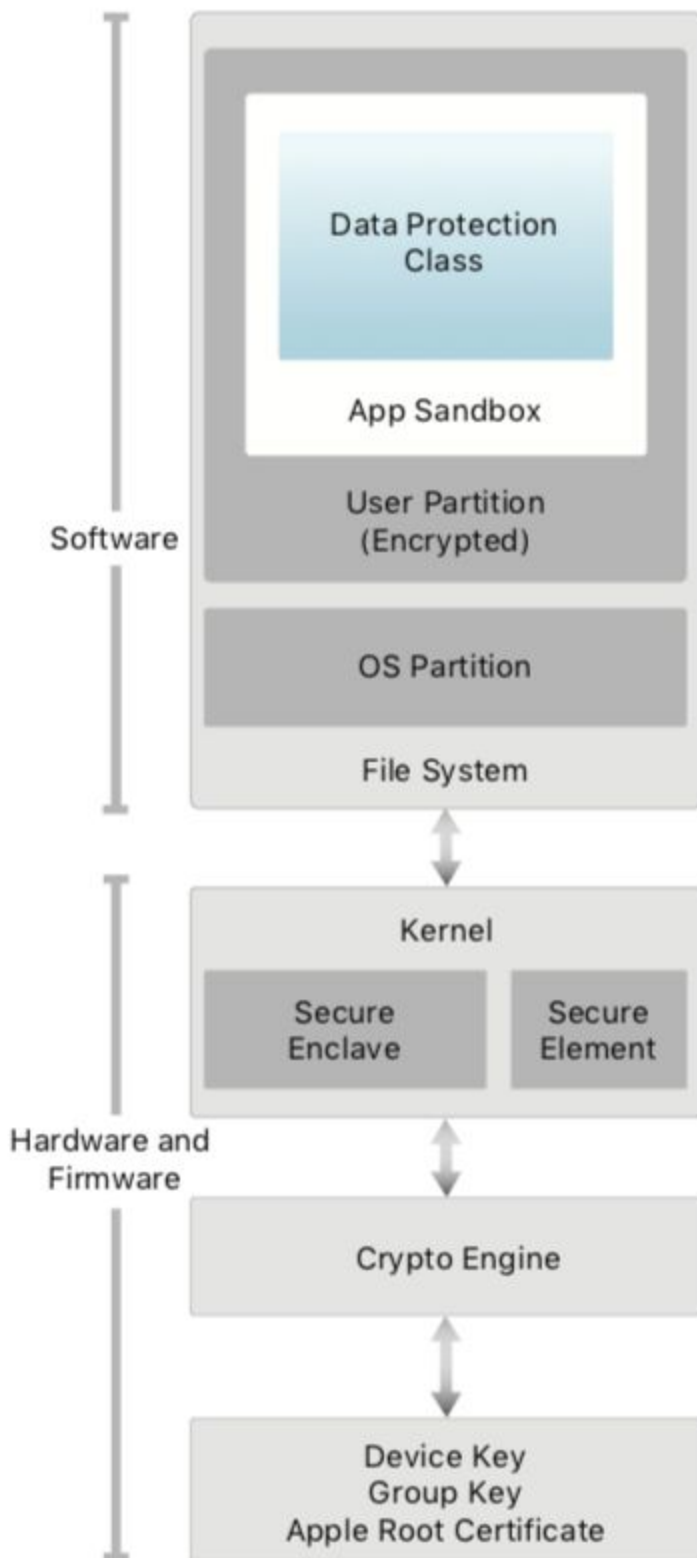 Data Protection
Class
App Sandbox
User Partition
(Encrypted)
Software
OS Partition
File System
Kernel
Secure
Enclave
Secure
Element
Hardware and
Firmware
Crypto Engine
Device Key
Group Key
Apple Root Certificate